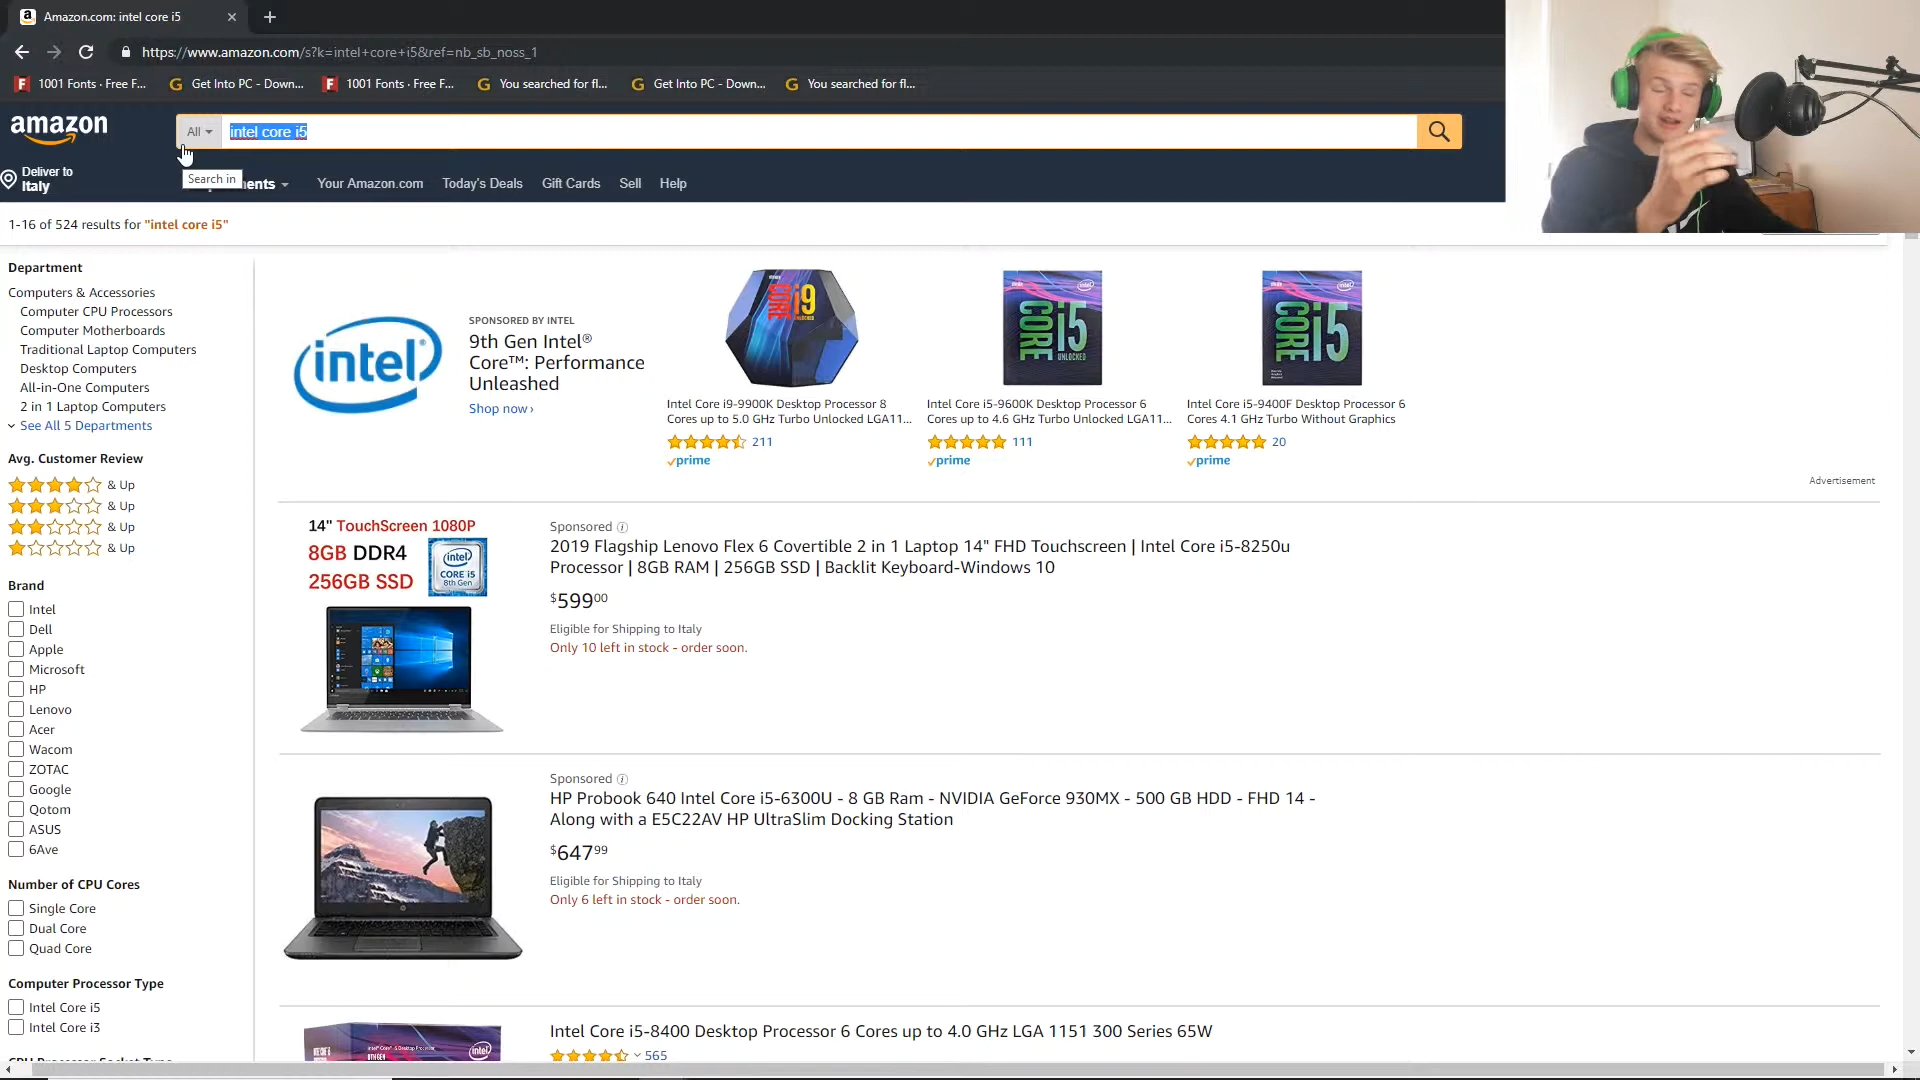 Amazon.com: intel core i5
https://www.amazon.com/s?k=intel+core+i5&ref=nb_sb_noss_1
1001 Fonts · Free F...
Get Into PC - Down...
1001 Fonts · Free F...
You searched for fl...
Get Into PC - Down...
You searched for fl...
amazon
All
intel core i5
Deliver to
Italy
Search in
Your Amazon.com
Today's Deals
Gift Cards
Sell
Help
1-16 of 524 results for "intel core i5"
Department
Computers & Accessories
Computer CPU Processors
Computer Motherboards
Traditional Laptop Computers
Desktop Computers
All-in-One Computers
2 in 1 Laptop Computers
See All 5 Departments
Avg. Customer Review
& Up
& Up
& Up
& Up
Brand
Intel
Dell
Apple
Microsoft
HP
Lenovo
Acer
Wacom
ZOTAC
Google
Qotom
ASUS
6Ave
Number of CPU Cores
Single Core
Dual Core
Quad Core
Computer Processor Type
Intel Core i5
Intel Core i3
intel
SPONSORED BY INTEL
9th Gen Intel®
Core™: Performance
Unleashed
Shop now ›
CORE i9
UNLOCKED
Intel Core i9-9900K Desktop Processor 8
Cores up to 5.0 GHz Turbo Unlocked LGA11...
211
prime
CORE i5
UNLOCKED
Intel Core i5-9600K Desktop Processor 6
Cores up to 4.6 GHz Turbo Unlocked LGA11...
111
prime
CORE i5
Intel Core i5-9400F Desktop Processor 6
Cores 4.1 GHz Turbo Without Graphics
20
prime
Advertisement
14" TouchScreen 1080P
8GB DDR4
256GB SSD
intel
CORE i5
8th Gen
Sponsored
2019 Flagship Lenovo Flex 6 Covertible 2 in 1 Laptop 14" FHD Touchscreen | Intel Core i5-8250u
Processor | 8GB RAM | 256GB SSD | Backlit Keyboard-Windows 10
$59900
Eligible for Shipping to Italy
Only 10 left in stock - order soon.
Sponsored
HP Probook 640 Intel Core i5-6300U - 8 GB Ram - NVIDIA GeForce 930MX - 500 GB HDD - FHD 14 -
Along with a E5C22AV HP UltraSlim Docking Station
$64799
Eligible for Shipping to Italy
Only 6 left in stock - order soon.
Intel Core i5-8400 Desktop Processor 6 Cores up to 4.0 GHz LGA 1151 300 Series 65W
565